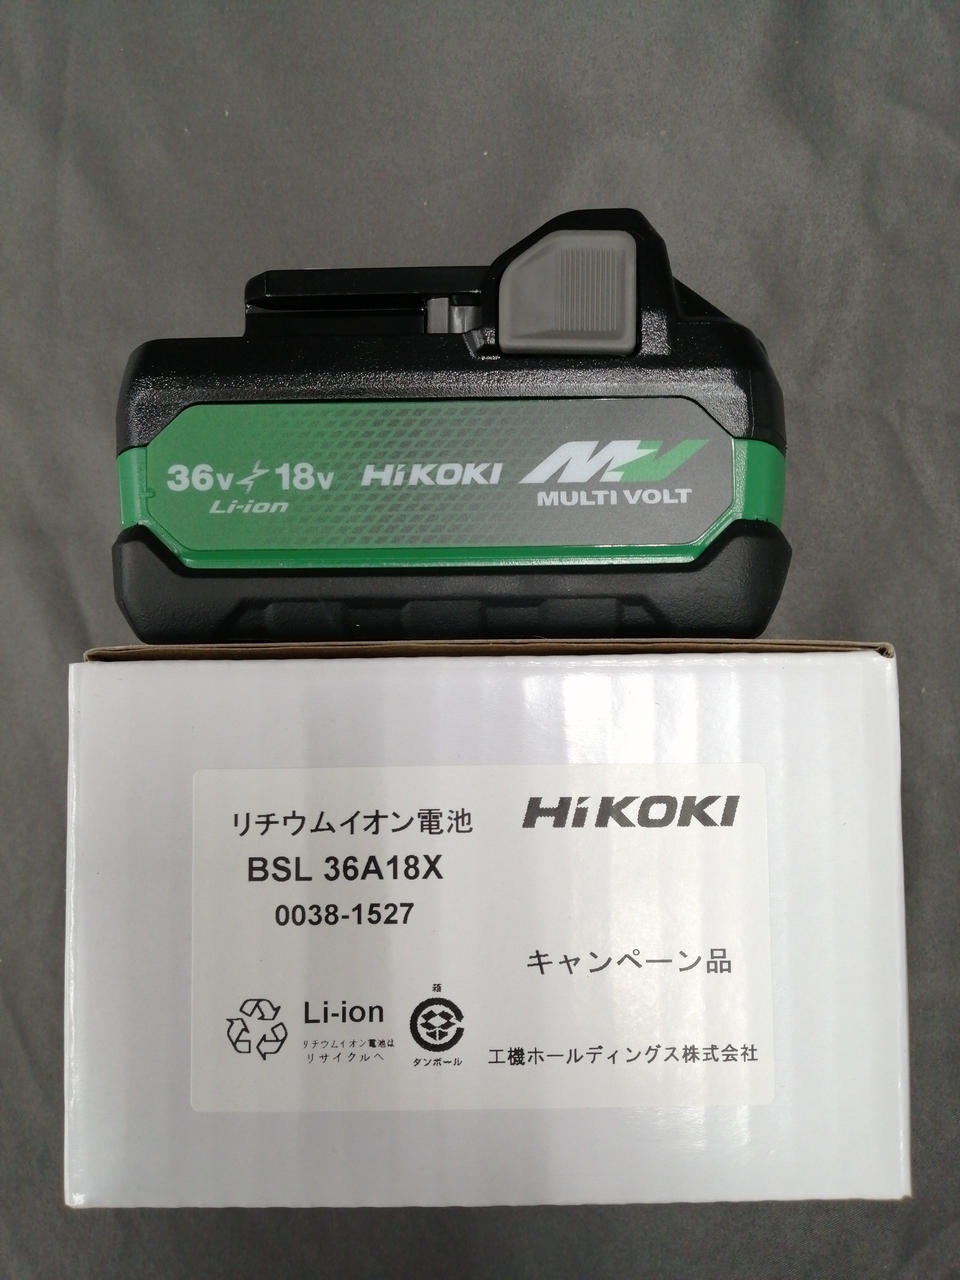 36v 18v HiKOKI MV
Li-ion MULTI VOLT
リチウムイオン電池 HiKOKI
BSL 36A18X
0038-1527
キャンペーン品
Li-ion
リチウムイオン電池は
リサイクルへ
箱
ダンボール
工機ホールディングス株式会社